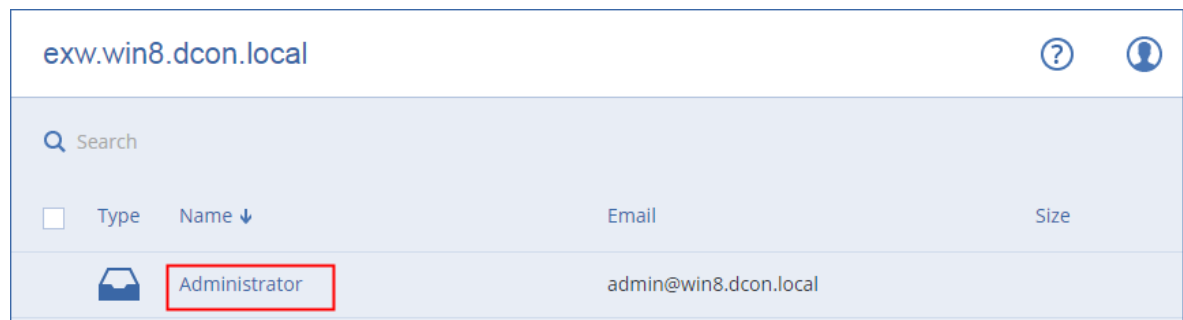 exw.win8.dcon.local
?
Search
Type Name Email Size
Administrator admin@win8.dcon.local